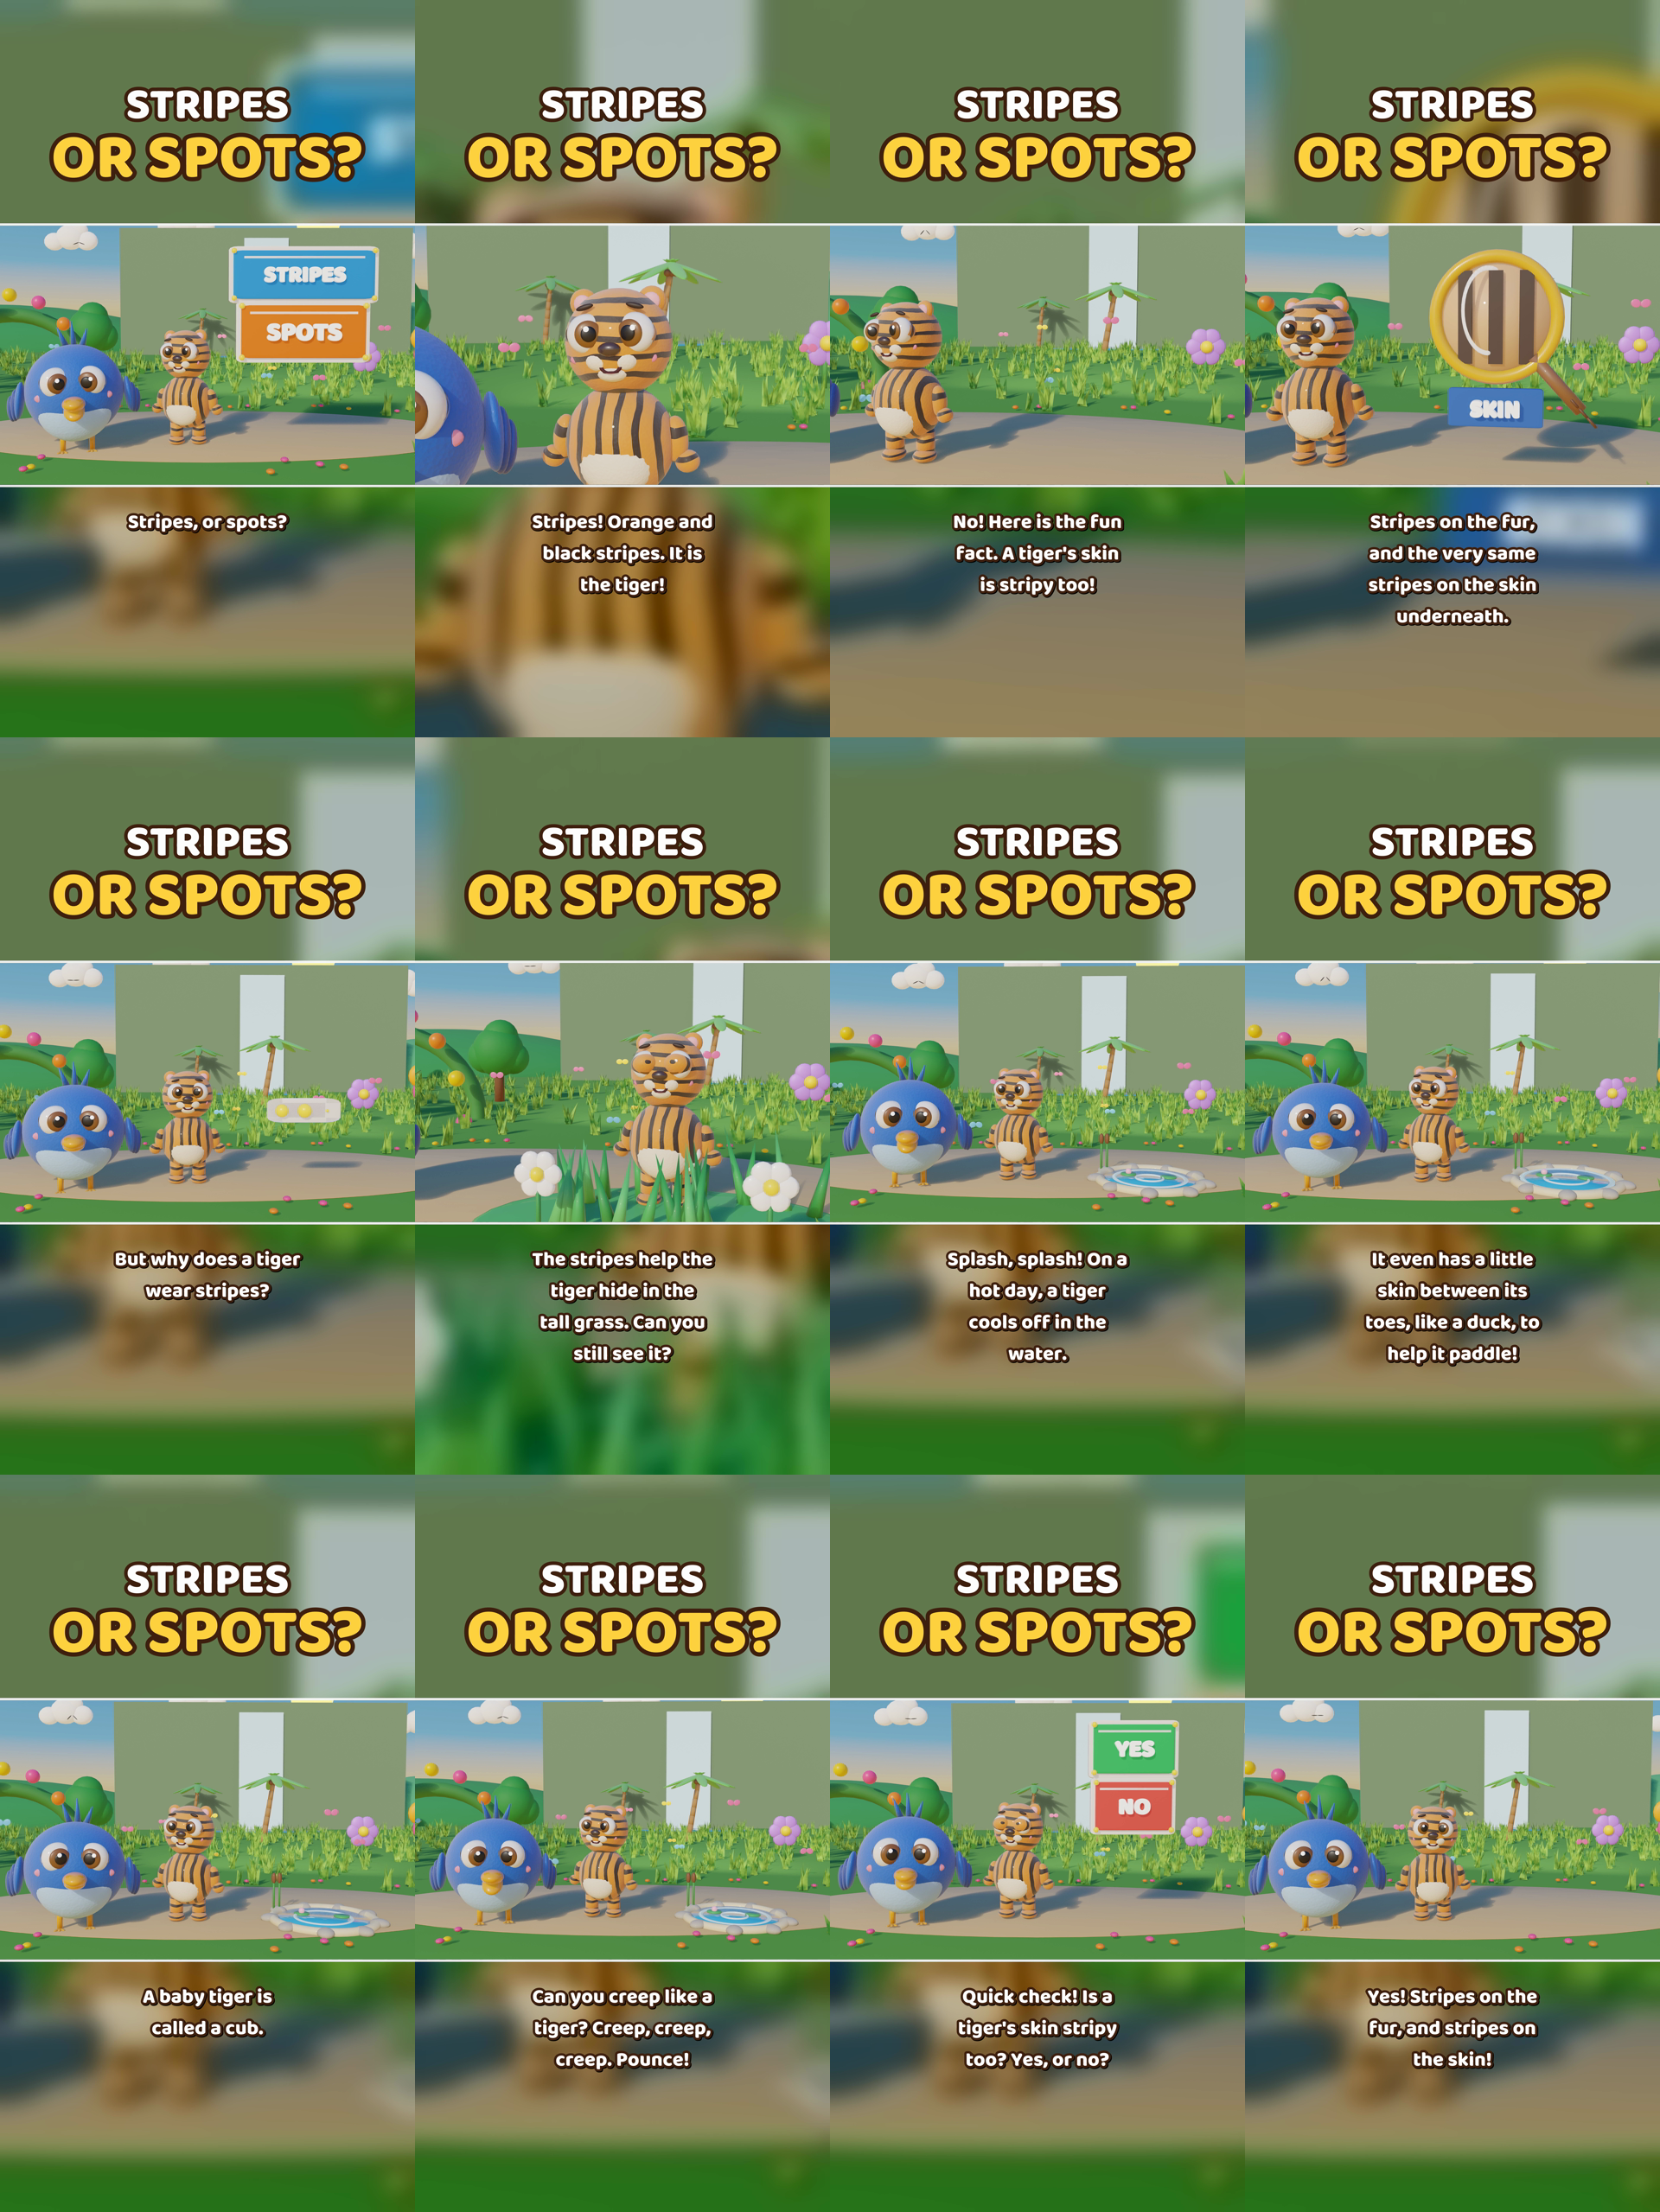 STRIPES
OR SPOTS?
STRIPES
SPOTS
Stripes, or spots?
STRIPES
OR SPOTS?
Stripes! Orange and
black stripes. It is
the tiger!
STRIPES
OR SPOTS?
No! Here is the fun
fact. A tiger's skin
is stripy too!
STRIPES
OR SPOTS?
SKIN
Stripes on the fur,
and the very same
stripes on the skin
underneath.
STRIPES
OR SPOTS?
But why does a tiger
wear stripes?
STRIPES
OR SPOTS?
The stripes help the
tiger hide in the
tall grass. Can you
still see it?
STRIPES
OR SPOTS?
Splash, splash! On a
hot day, a tiger
cools off in the
water.
STRIPES
OR SPOTS?
It even has a little
skin between its
toes, like a duck, to
help it paddle!
STRIPES
OR SPOTS?
A baby tiger is
called a cub.
STRIPES
OR SPOTS?
Can you creep like a
tiger? Creep, creep,
creep. Pounce!
STRIPES
OR SPOTS?
YES
NO
Quick check! Is a
tiger's skin stripy
too? Yes, or no?
STRIPES
OR SPOTS?
Yes! Stripes on the
fur, and stripes on
the skin!